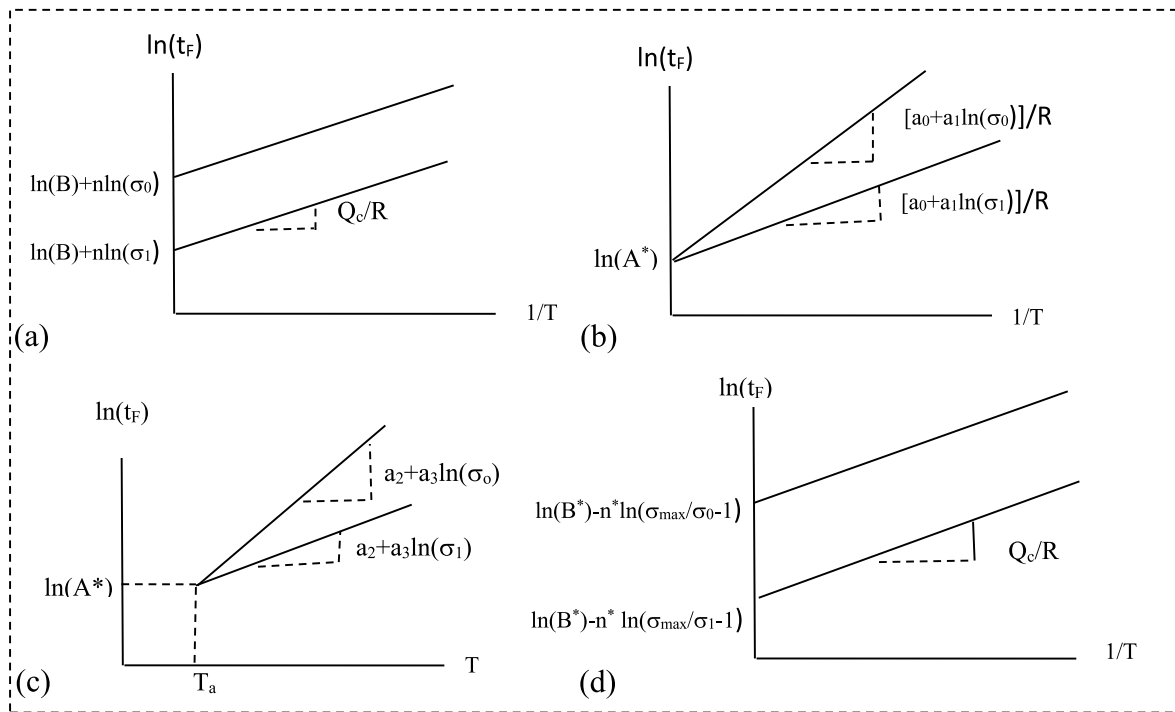 ln(t_F)
ln(B)+nln(σ₀)
ln(B)+nln(σ₁)
Q_c/R
1/T
(a)
ln(t_F)
[a₀+a₁ln(σ₀)]/R
[a₀+a₁ln(σ₁)]/R
ln(A*)
1/T
(b)
ln(t_F)
a₂+a₃ln(σₒ)
a₂+a₃ln(σ₁)
ln(A*)
T
T_a
(c)
ln(t_F)
ln(B*)-n*ln(σ_max/σ₀-1)
Q_c/R
ln(B*)-n* ln(σ_max/σ₁-1)
1/T
(d)